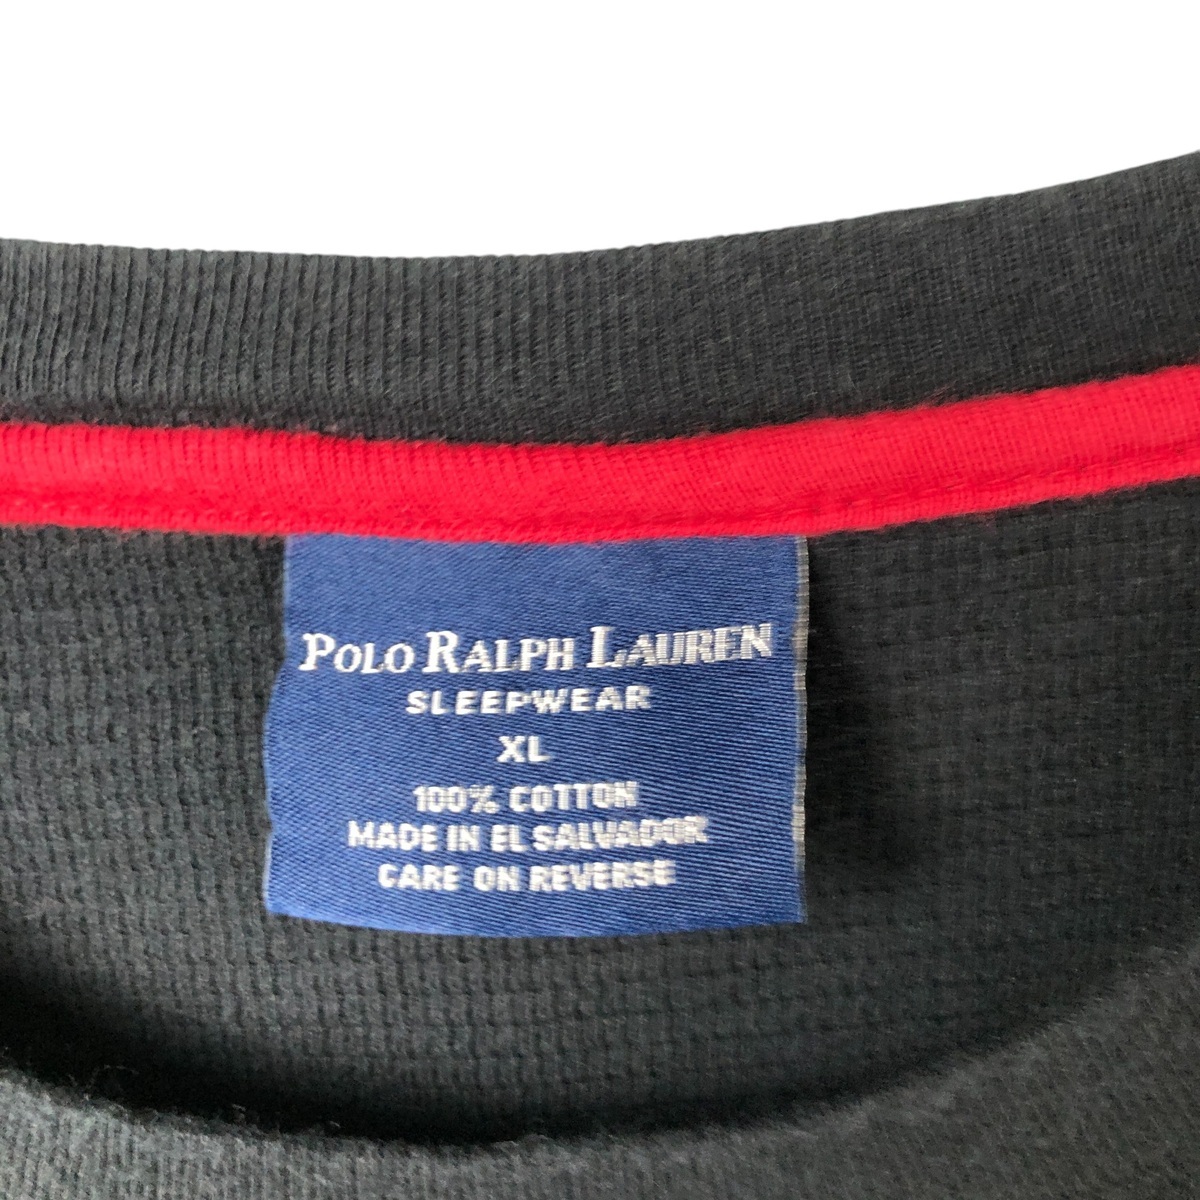 POLO RALPH LAUREN
SLEEPWEAR
XL
100% COTTON
MADE IN EL SALVADOR
CARE ON REVERSE